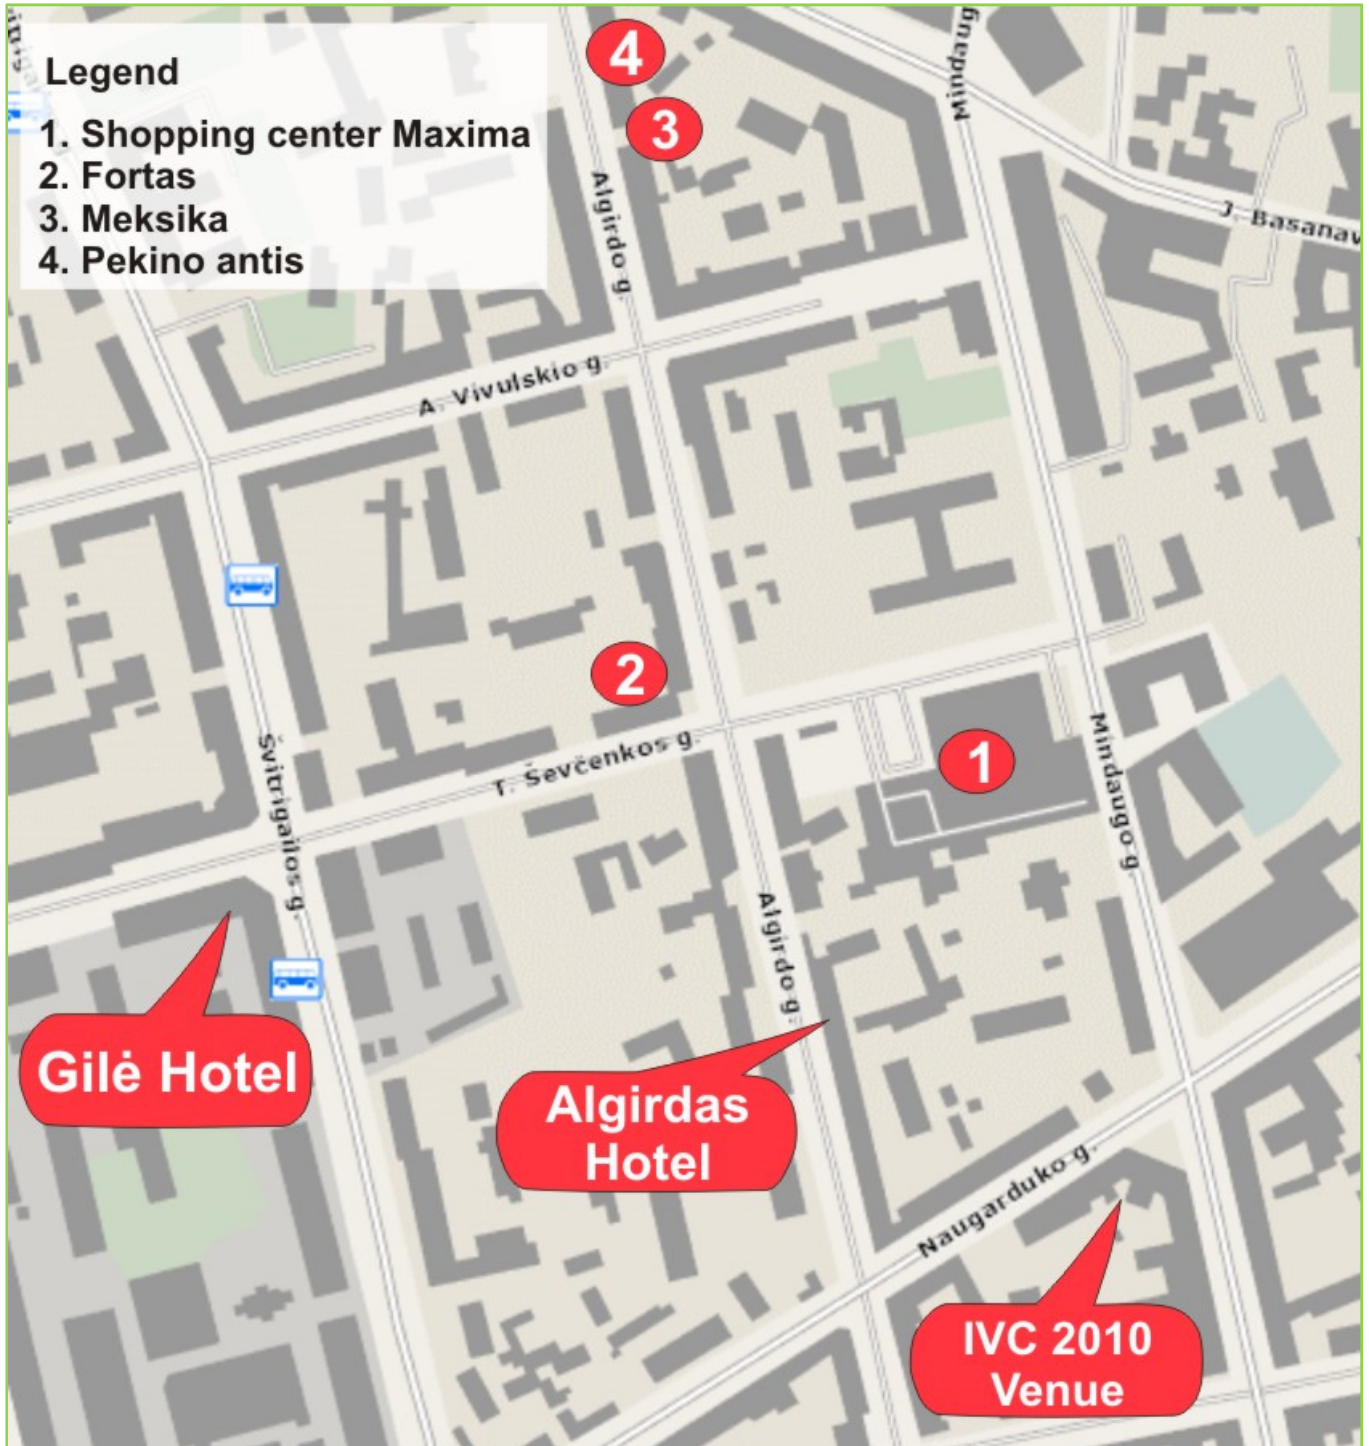 Legend
1. Shopping center Maxima
2. Fortas
3. Meksika
4. Pekino antis
4
3
Mindaug
J. Basanav
Algirdo g.
A. Vivulskio g.
2
T. Ševčenkos g.
1
Švitrigailos g.
Mindaugo g.
Algirdo g.
Gilė Hotel
Algirdas
Hotel
Naugarduko g.
IVC 2010
Venue